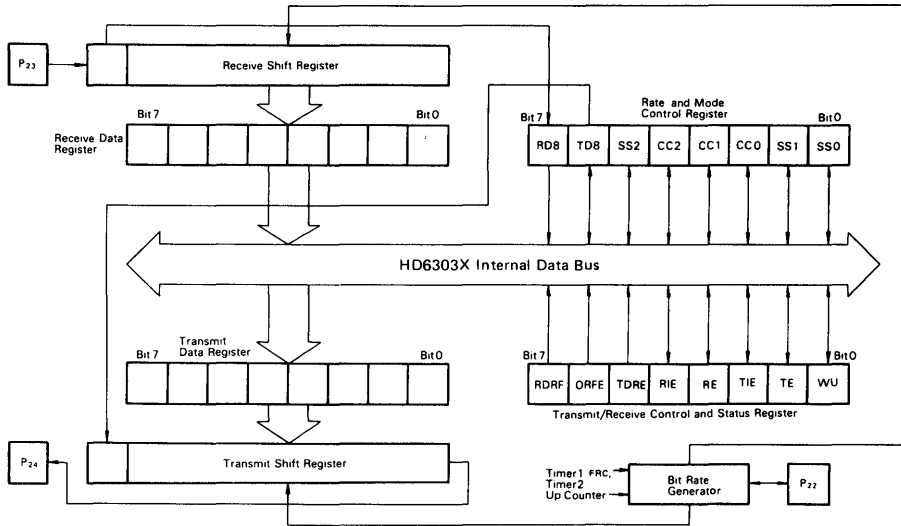 P23
Receive Shift Register
Bit 7
Bit 0
Receive Data
Register
Rate and Mode
Control Register
Bit 7
Bit 0
RD8 TD8 SS2 CC2 CC1 CC0 SS1 SS0
HD6303X Internal Data Bus
Transmit
Data Register
Bit 7
Bit 0
Bit 7
Bit 0
RDRF ORFE TDRE RIE RE TIE TE WU
Transmit/Receive Control and Status Register
P24
Transmit Shift Register
Timer1 FRC,
Timer2
Up Counter
Bit Rate
Generator
P22